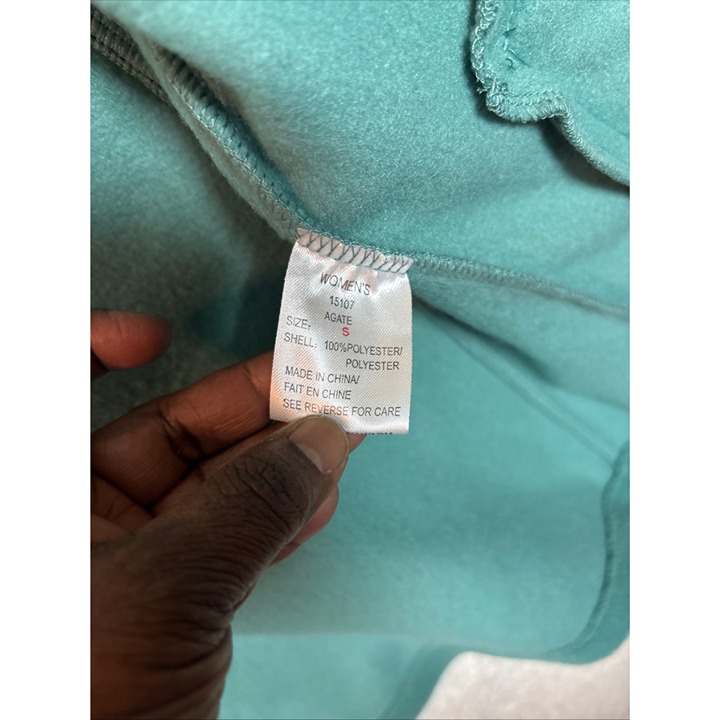 WOMEN'S
15107
AGATE
SIZE: S
SHELL: 100%POLYESTER/
POLYESTER
MADE IN CHINA/
FAIT EN CHINE
SEE REVERSE FOR CARE